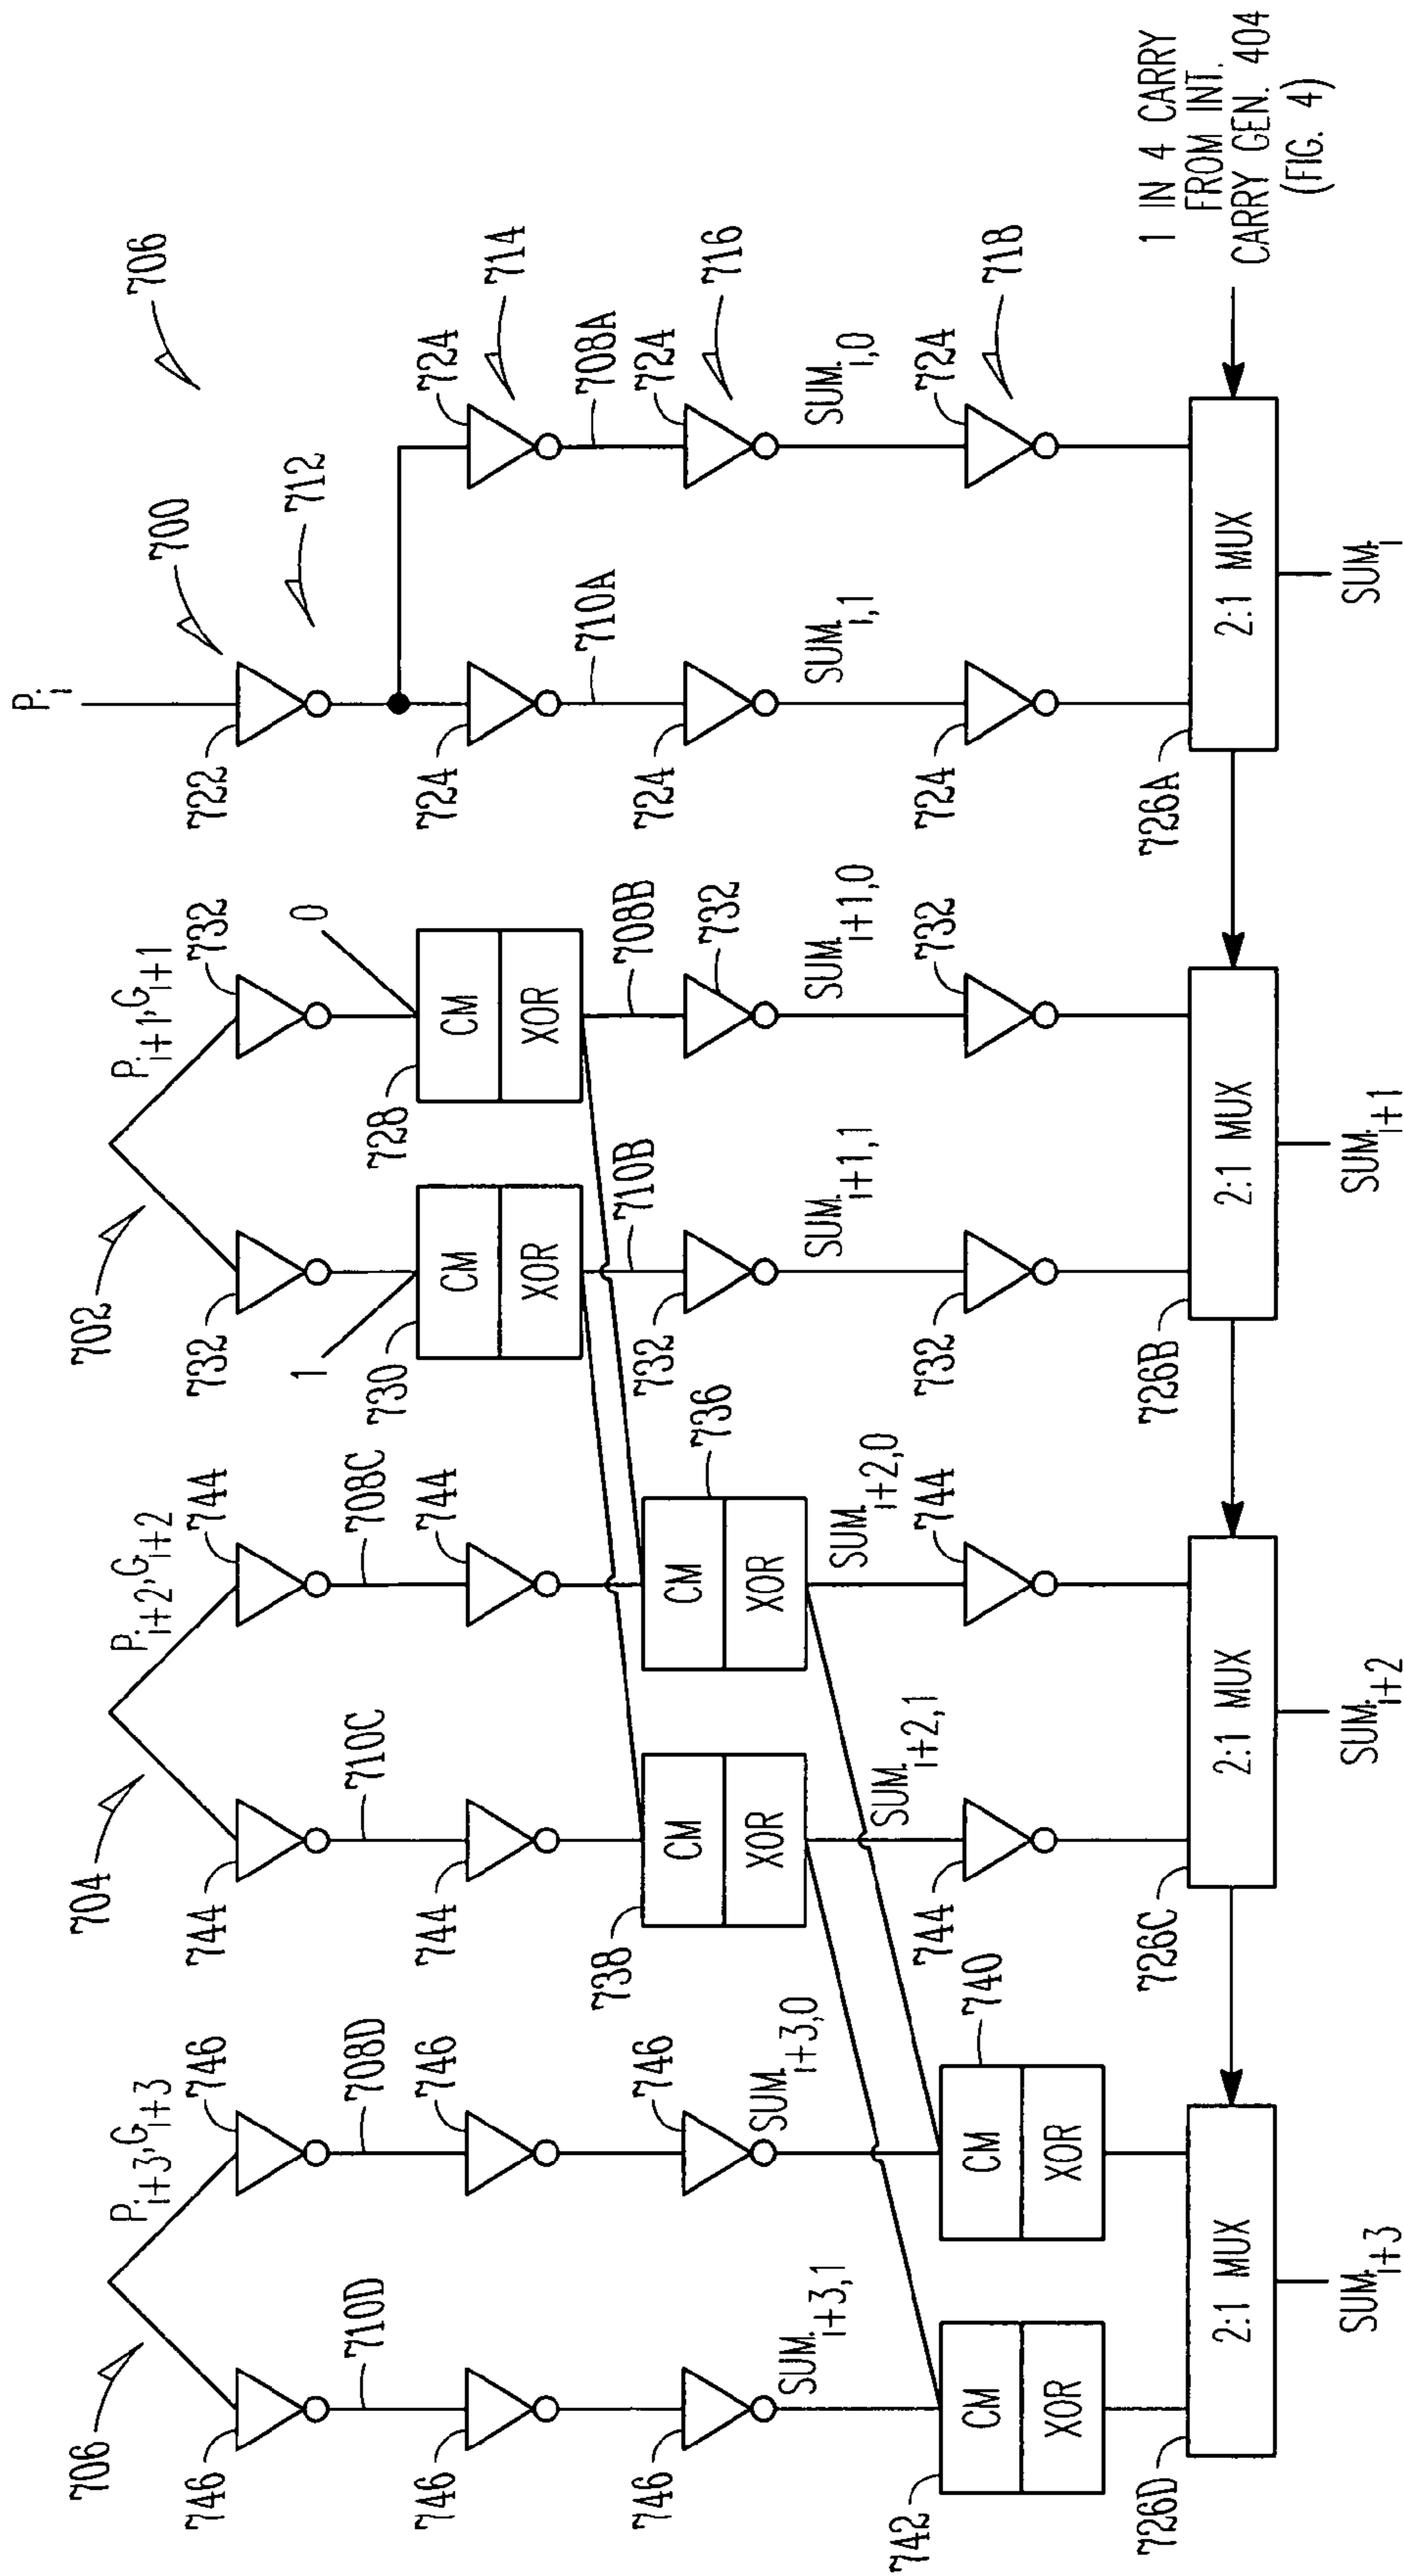 706
P_i
700
712
722
724
714
708A
724
716
SUM_i,0
724
718
724
710A
724
SUM_i,1
724
2:1 MUX
726A
SUM_i
1 IN 4 CARRY
FROM INT.
CARRY GEN. 404
(FIG. 4)
702
P_i+1,G_i+1
732
732
0
1
CM
XOR
728
CM
XOR
730
708B
710B
732
732
SUM_i+1,0
SUM_i+1,1
732
732
2:1 MUX
726B
SUM_i+1
704
P_i+2,G_i+2
744
744
708C
710C
744
744
CM
XOR
736
CM
XOR
738
SUM_i+2,0
SUM_i+2,1
744
744
2:1 MUX
726C
SUM_i+2
706
P_i+3,G_i+3
746
746
708D
710D
746
746
746
746
SUM_i+3,0
SUM_i+3,1
CM
XOR
740
CM
XOR
742
2:1 MUX
726D
SUM_i+3